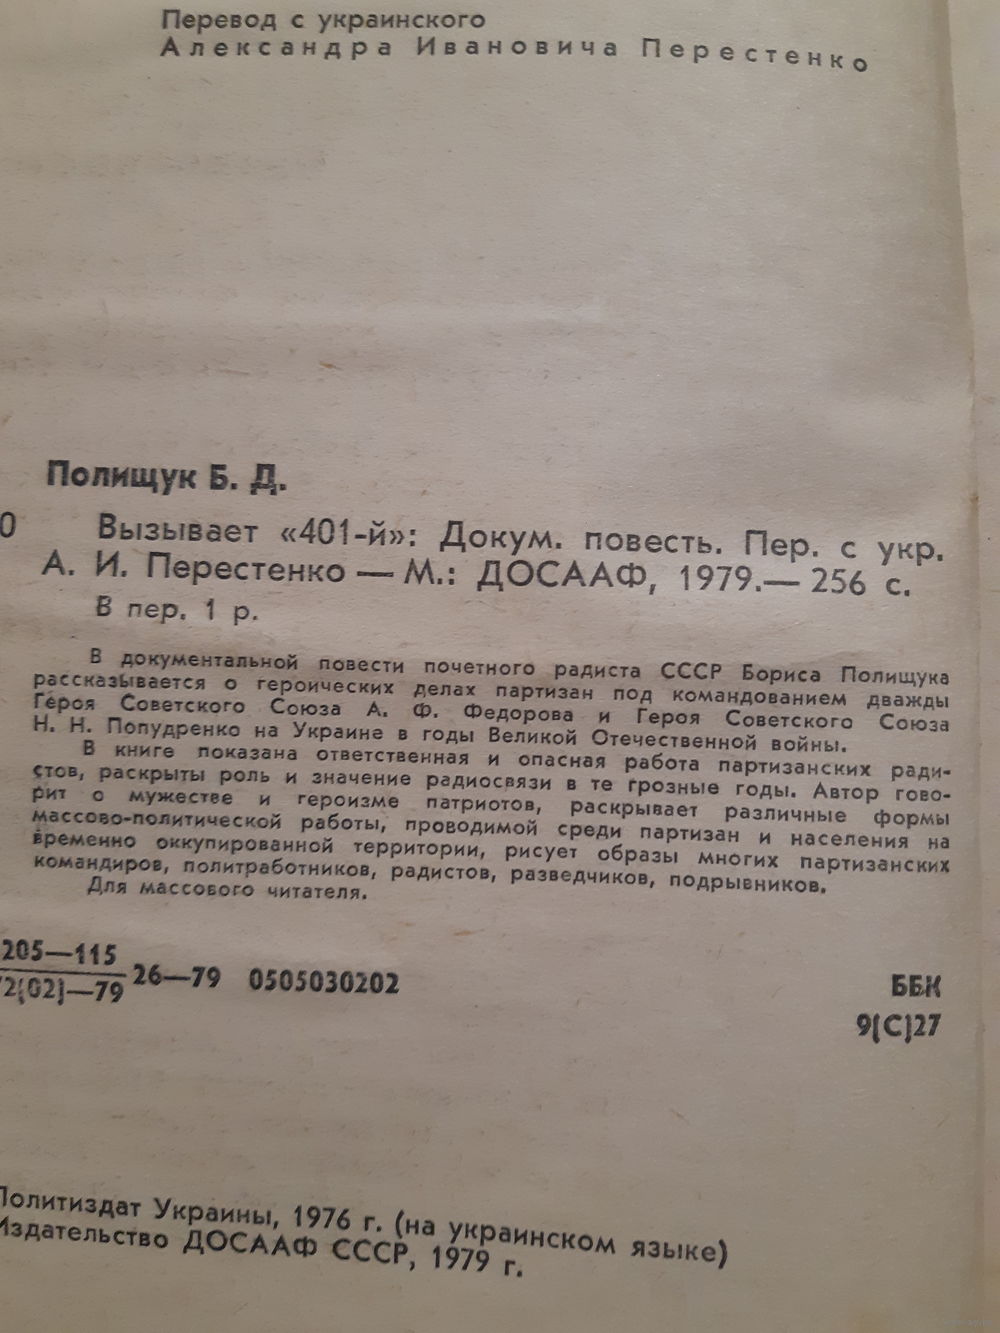 Перевод с украинского
Александра Ивановича Перестенко
Полищук Б. Д.
0 Вызывает «401-й»: Докум. повесть. Пер. с укр.
А. И. Перестенко — М.: ДОСААФ, 1979.— 256 с.
В пер. 1 р.
В документальной повести почетного радиста СССР Бориса Полищука
рассказывается о героических делах партизан под командованием дважды
Героя Советского Союза А. Ф. Федорова и Героя Советского Союза
Н. Н. Попудренко на Украине в годы Великой Отечественной войны.
В книге показана ответственная и опасная работа партизанских ради-
стов, раскрыты роль и значение радиосвязи в те грозные годы. Автор гово-
рит о мужестве и героизме патриотов, раскрывает различные формы
массово-политической работы, проводимой среди партизан и населения на
временно оккупированной территории, рисует образы многих партизанских
командиров, политработников, радистов, разведчиков, подрывников.
Для массового читателя.
205—115
2(02)—79 26—79 0505030202
ББК
9(С)27
Политиздат Украины, 1976 г. (на украинском языке)
Издательство ДОСААФ СССР, 1979 г.